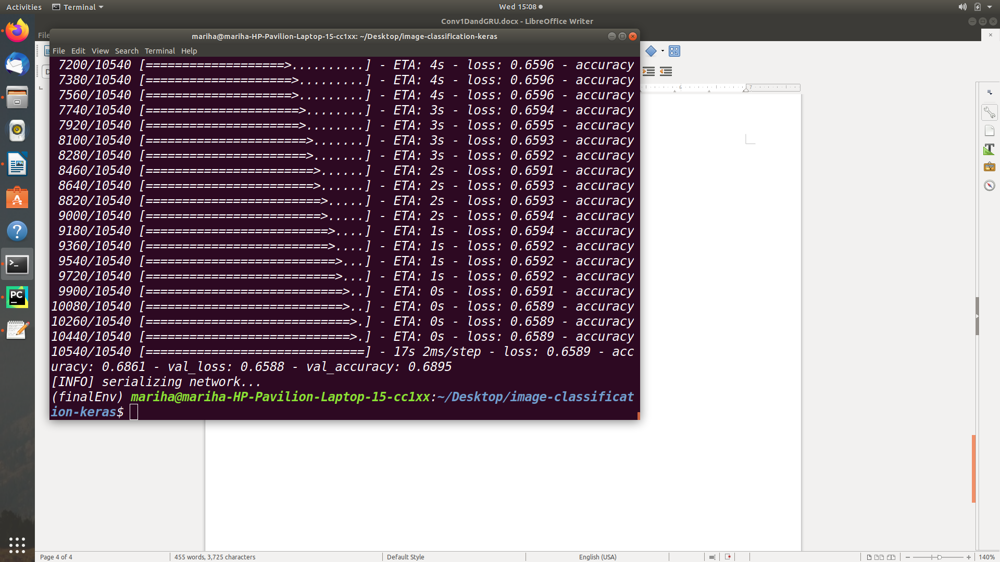 Activities Terminal Wed 15:08
Conv1DandGRU.docx - LibreOffice Writer
File
mariha@mariha-HP-Pavilion-Laptop-15-cc1xx: ~/Desktop/image-classification-keras
File Edit View Search Terminal Help
7200/10540 [===================>..........] - ETA: 4s - loss: 0.6596 - accuracy
7380/10540 [====================>.........] - ETA: 4s - loss: 0.6596 - accuracy
7560/10540 [====================>.........] - ETA: 4s - loss: 0.6596 - accuracy
7740/10540 [=====================>........] - ETA: 3s - loss: 0.6594 - accuracy
7920/10540 [=====================>........] - ETA: 3s - loss: 0.6595 - accuracy
8100/10540 [======================>.......] - ETA: 3s - loss: 0.6593 - accuracy
8280/10540 [======================>.......] - ETA: 3s - loss: 0.6592 - accuracy
8460/10540 [=======================>......] - ETA: 2s - loss: 0.6591 - accuracy
8640/10540 [=======================>......] - ETA: 2s - loss: 0.6593 - accuracy
8820/10540 [========================>.....] - ETA: 2s - loss: 0.6593 - accuracy
9000/10540 [========================>.....] - ETA: 2s - loss: 0.6594 - accuracy
9180/10540 [=========================>....] - ETA: 1s - loss: 0.6594 - accuracy
9360/10540 [=========================>....] - ETA: 1s - loss: 0.6592 - accuracy
9540/10540 [==========================>...] - ETA: 1s - loss: 0.6592 - accuracy
9720/10540 [==========================>...] - ETA: 1s - loss: 0.6592 - accuracy
9900/10540 [===========================>..] - ETA: 0s - loss: 0.6591 - accuracy
10080/10540 [===========================>..] - ETA: 0s - loss: 0.6589 - accuracy
10260/10540 [============================>.] - ETA: 0s - loss: 0.6589 - accuracy
10440/10540 [============================>.] - ETA: 0s - loss: 0.6589 - accuracy
10540/10540 [==============================] - 17s 2ms/step - loss: 0.6589 - acc
uracy: 0.6861 - val_loss: 0.6588 - val_accuracy: 0.6895
[INFO] serializing network...
(finalEnv) mariha@mariha-HP-Pavilion-Laptop-15-cc1xx:~/Desktop/image-classificat
ion-keras$
6 7
PC
Page 4 of 4 455 words, 3,725 characters Default Style English (USA) 140%